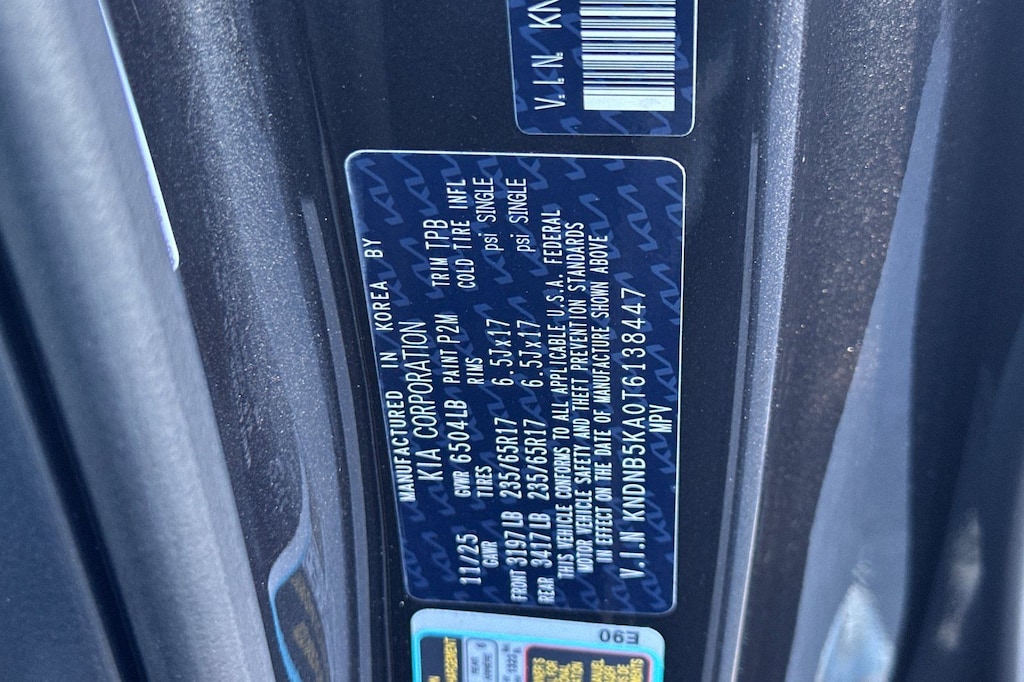 V.I.N. KN
MANUFACTURED IN KOREA BY
KIA CORPORATION
11/25 GVWR 6504LB PAINT P2M TRIM TPB
GAWR TIRES RIMS COLD TIRE INFL
FRONT 3197LB 235/65R17 6.5Jx17 psi SINGLE
REAR 3417LB 235/65R17 6.5Jx17 psi SINGLE
THIS VEHICLE CONFORMS TO ALL APPLICABLE U.S.A. FEDERAL
MOTOR VEHICLE SAFETY AND THEFT PREVENTION STANDARDS
IN EFFECT ON THE DATE OF MANUFACTURE SHOWN ABOVE
V.I.N KNDNB5KA0T6138447
MPV
E90